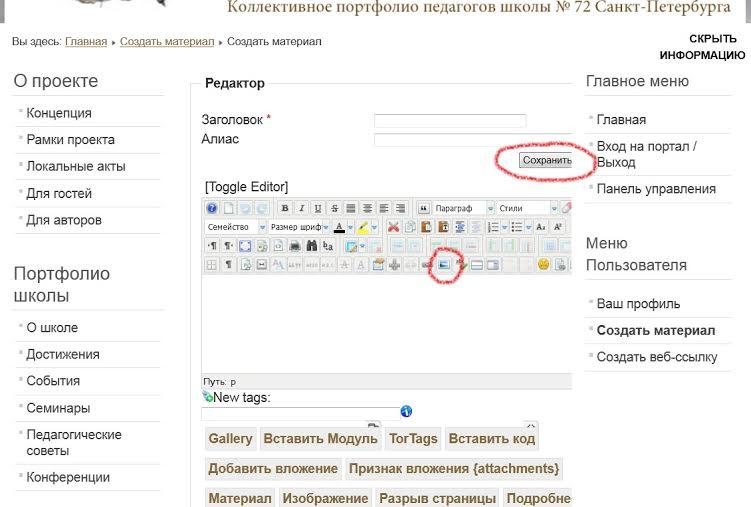 Коллективное портфолио педагогов школы № 72 Санкт-Петербурга
Вы здесь: Главная Создать материал Создать материал
СКРЫТЬ
ИНФОРМАЦИЮ
О проекте
Концепция
Рамки проекта
Локальные акты
Для гостей
Для авторов
Портфолио
школы
О школе
Достижения
События
Семинары
Педагогические
советы
Конференции
Редактор
Заголовок *
Алиас
Сохранить
[Toggle Editor]
B I U S Параграф Стили
Семейство Размер шриф A
Путь: p
New tags:
Gallery Вставить Модуль TorTags Вставить код
Добавить вложение Признак вложения {attachments}
Материал Изображение Разрыв страницы Подробнее
Главное меню
Главная
Вход на портал /
Выход
Панель управления
Меню
Пользователя
Ваш профиль
Создать материал
Создать веб-ссылку